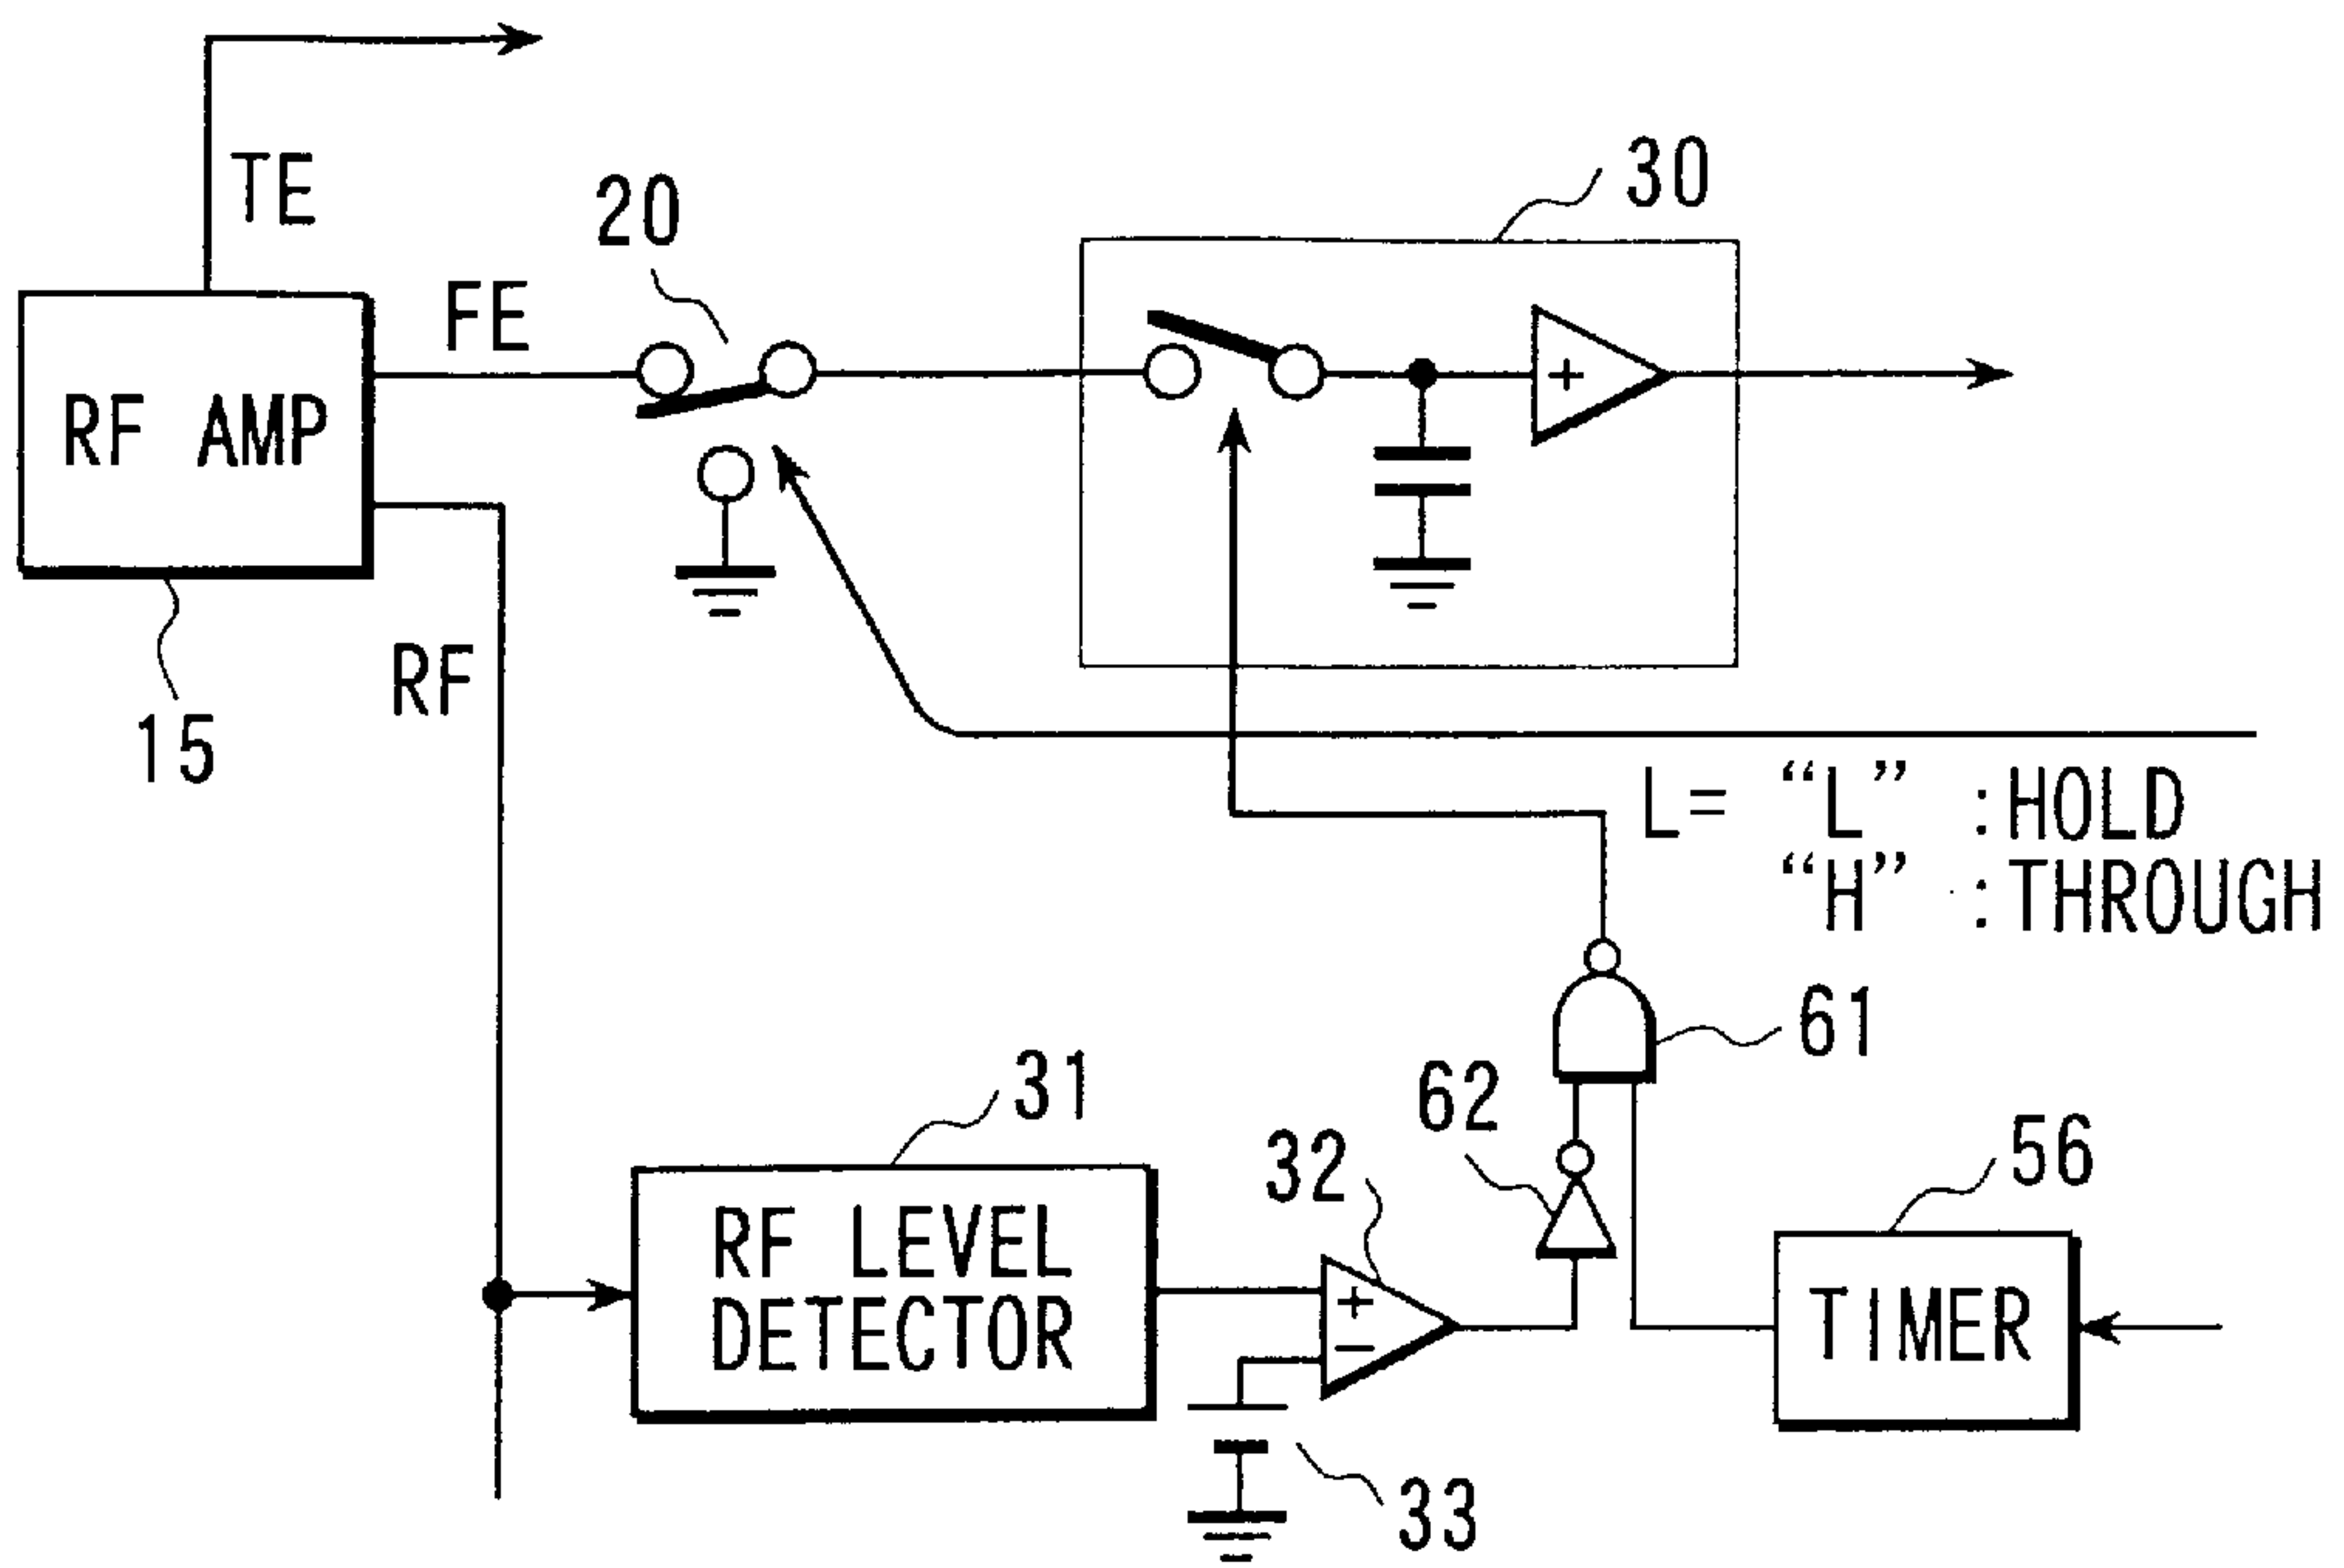 TE
30
20
FE
+
RF AMP
RF
15
L= “L” :HOLD
“H” :THROUGH
61
31
62
32
56
RF LEVEL
DETECTOR
+
−
TIMER
33